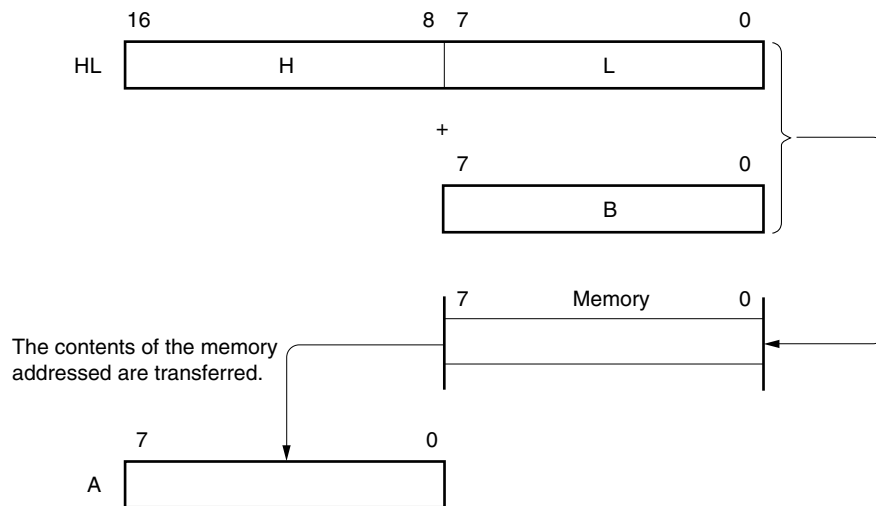 16 8 7 0
HL H L
+
7 0
B
7 Memory 0
The contents of the memory
addressed are transferred.
7 0
A